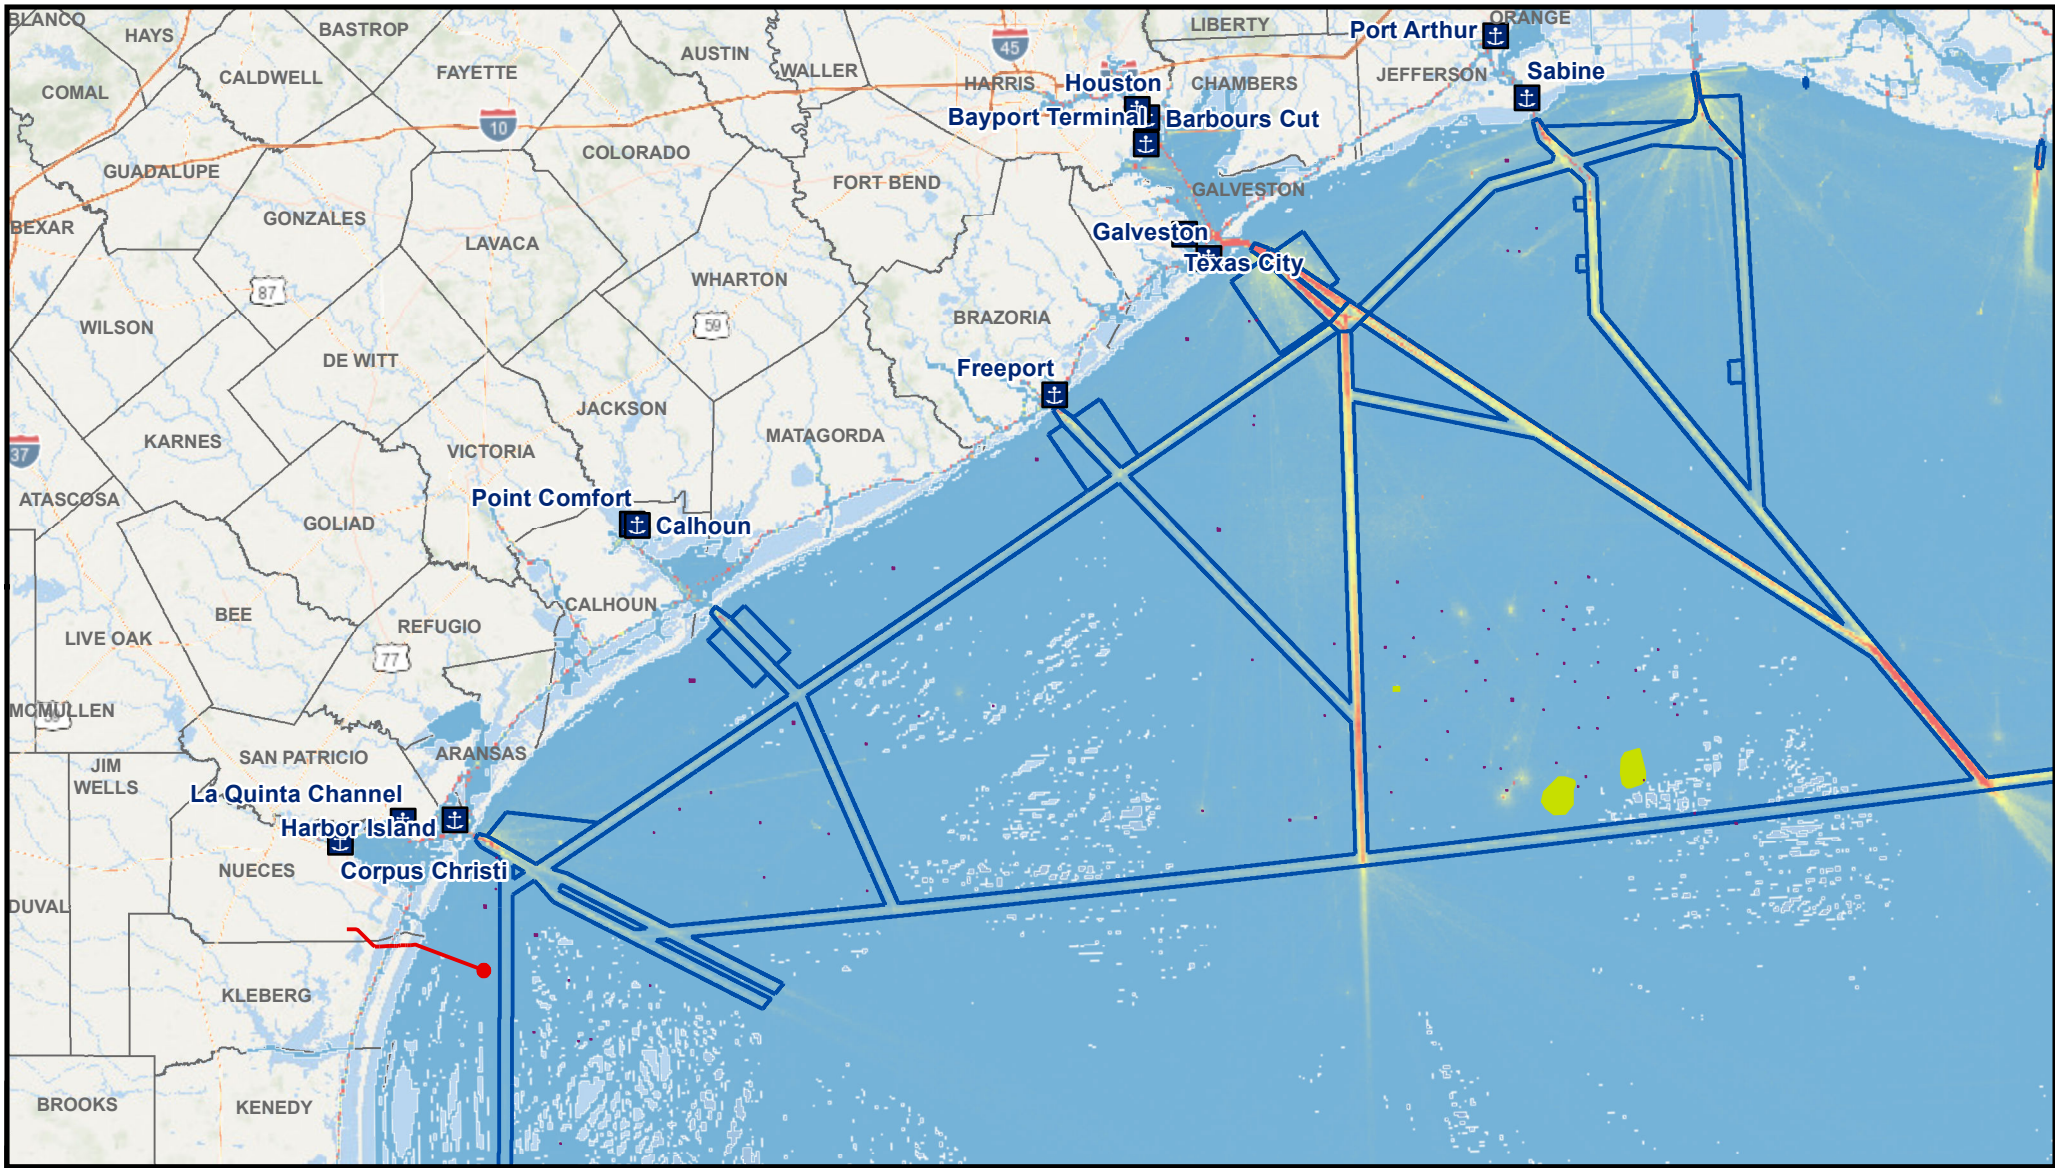 BLANCO
HAYS
BASTROP
LIBERTY
ORANGE
Port Arthur
45
AUSTIN
WALLER
FAYETTE
CALDWELL
COMAL
HARRIS
Houston
CHAMBERS
JEFFERSON
Sabine
10
Bayport Terminal
Barbours Cut
COLORADO
GUADALUPE
FORT BEND
GALVESTON
BEXAR
GONZALES
LAVACA
Galveston
Texas City
87
WHARTON
WILSON
59
BRAZORIA
DE WITT
Freeport
JACKSON
KARNES
VICTORIA
MATAGORDA
37
ATASCOSA
GOLIAD
Point Comfort
Calhoun
CALHOUN
BEE
REFUGIO
LIVE OAK
77
MCMULLEN
SAN PATRICIO
ARANSAS
JIM
WELLS
La Quinta Channel
Harbor Island
NUECES
Corpus Christi
DUVAL
KLEBERG
BROOKS
KENEDY